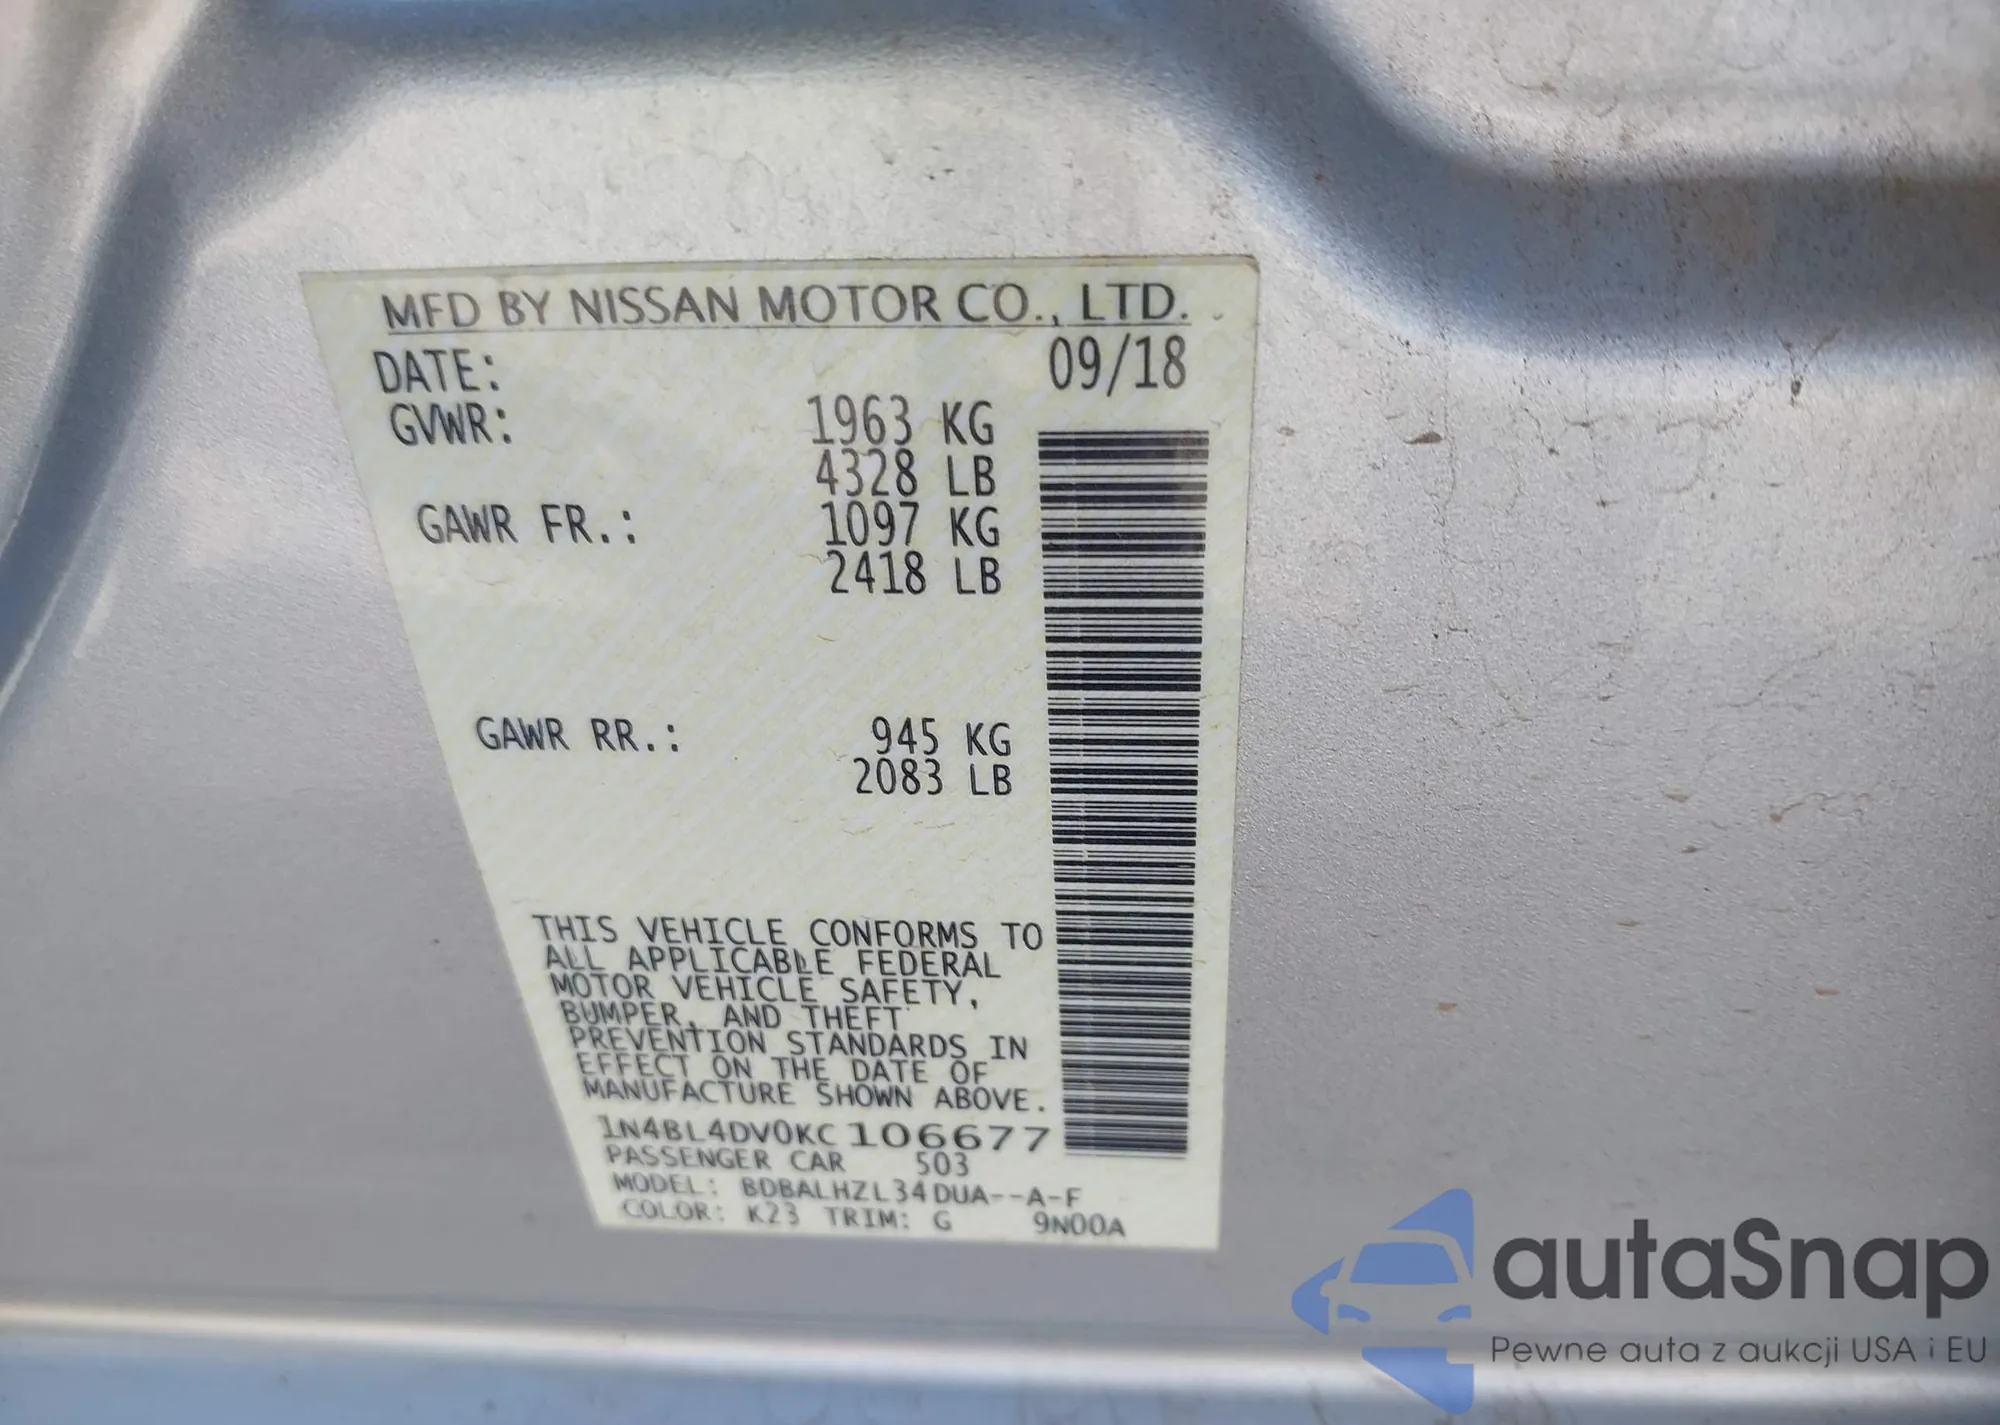 MFD BY NISSAN MOTOR CO., LTD.
DATE: 09/18
GVWR: 1963 KG
4328 LB
GAWR FR.: 1097 KG
2418 LB
GAWR RR.: 945 KG
2083 LB
THIS VEHICLE CONFORMS TO
ALL APPLICABLE FEDERAL
MOTOR VEHICLE SAFETY,
BUMPER, AND THEFT
PREVENTION STANDARDS IN
EFFECT ON THE DATE OF
MANUFACTURE SHOWN ABOVE.
1N4BL4DV0KC106677
PASSENGER CAR 503
MODEL: BDBALHZL34DUA--A-F
COLOR: K23 TRIM: G 9N00A
autaSnap
Pewne auta z aukcji USA i EU